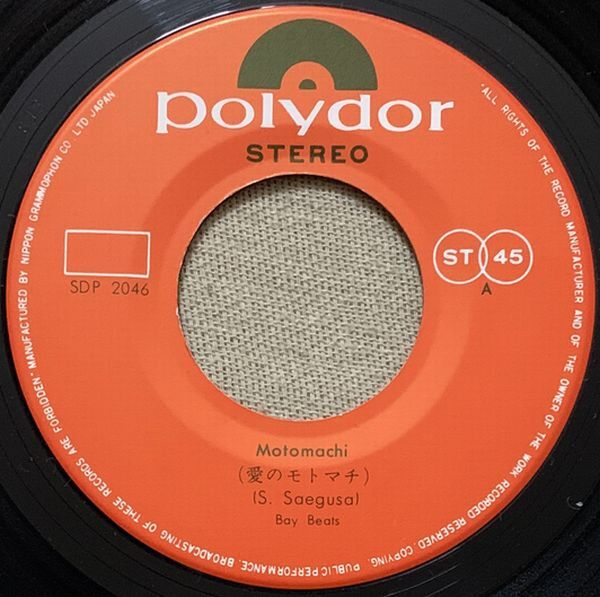 polydor
STEREO
SDP 2046
ST 45
A
Motomachi
(愛のモトマチ)
(S. Saegusa)
Bay Beats
"ALL RIGHTS OF THE RECORD MANUFACTURER AND OF THE OWNER OF THE WORK RECORDED RESERVED. COPYING, PUBLIC PERFORMANCE, BROADCASTING OF THESE RECORDS ARE FORBIDDEN · MANUFACTURED BY NIPPON GRAMMOPHON CO LTD JAPAN